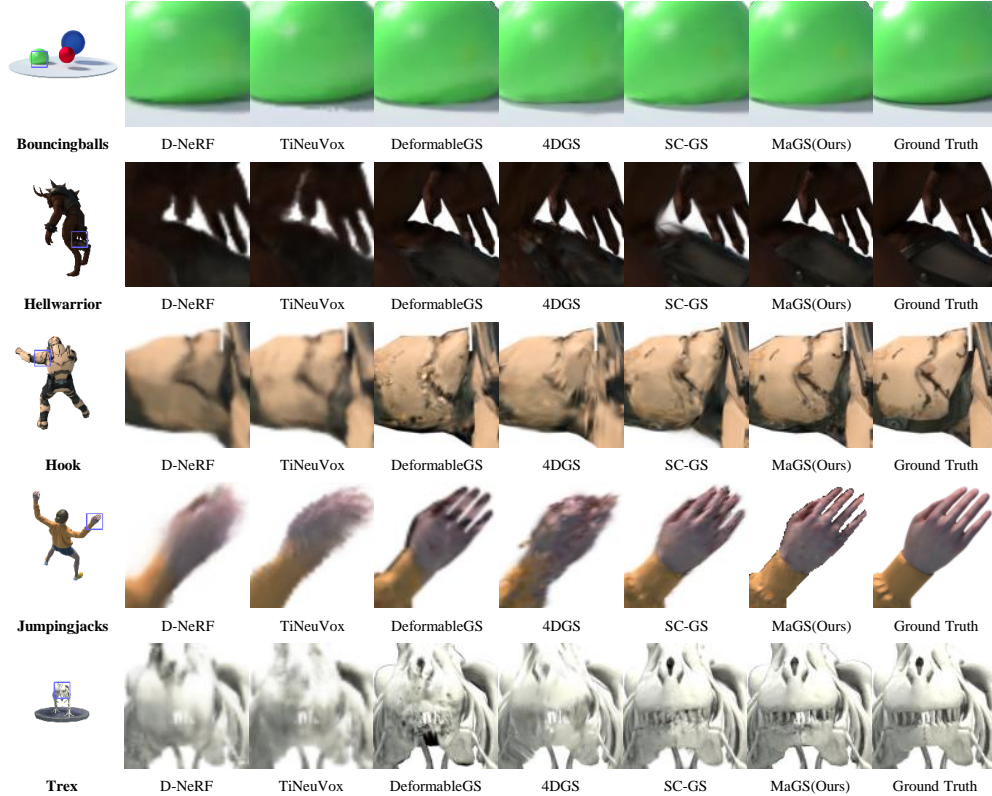 Bouncingballs D-NeRF TiNeuVox DeformableGS 4DGS SC-GS MaGS(Ours) Ground Truth
Hellwarrior D-NeRF TiNeuVox DeformableGS 4DGS SC-GS MaGS(Ours) Ground Truth
Hook D-NeRF TiNeuVox DeformableGS 4DGS SC-GS MaGS(Ours) Ground Truth
Jumpingjacks D-NeRF TiNeuVox DeformableGS 4DGS SC-GS MaGS(Ours) Ground Truth
Trex D-NeRF TiNeuVox DeformableGS 4DGS SC-GS MaGS(Ours) Ground Truth